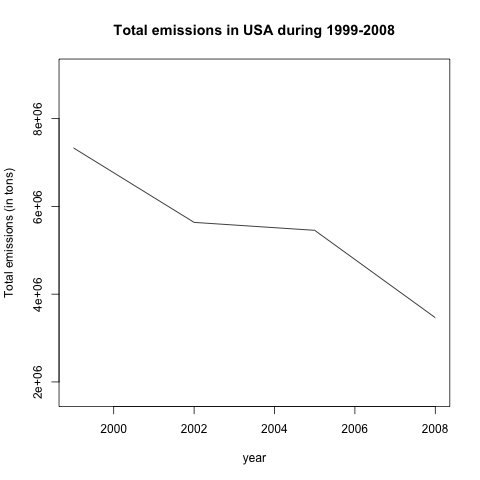 Total emissions in USA during 1999-2008
Total emissions (in tons)
8e+06
6e+06
4e+06
2e+06
2000 2002 2004 2006 2008
year